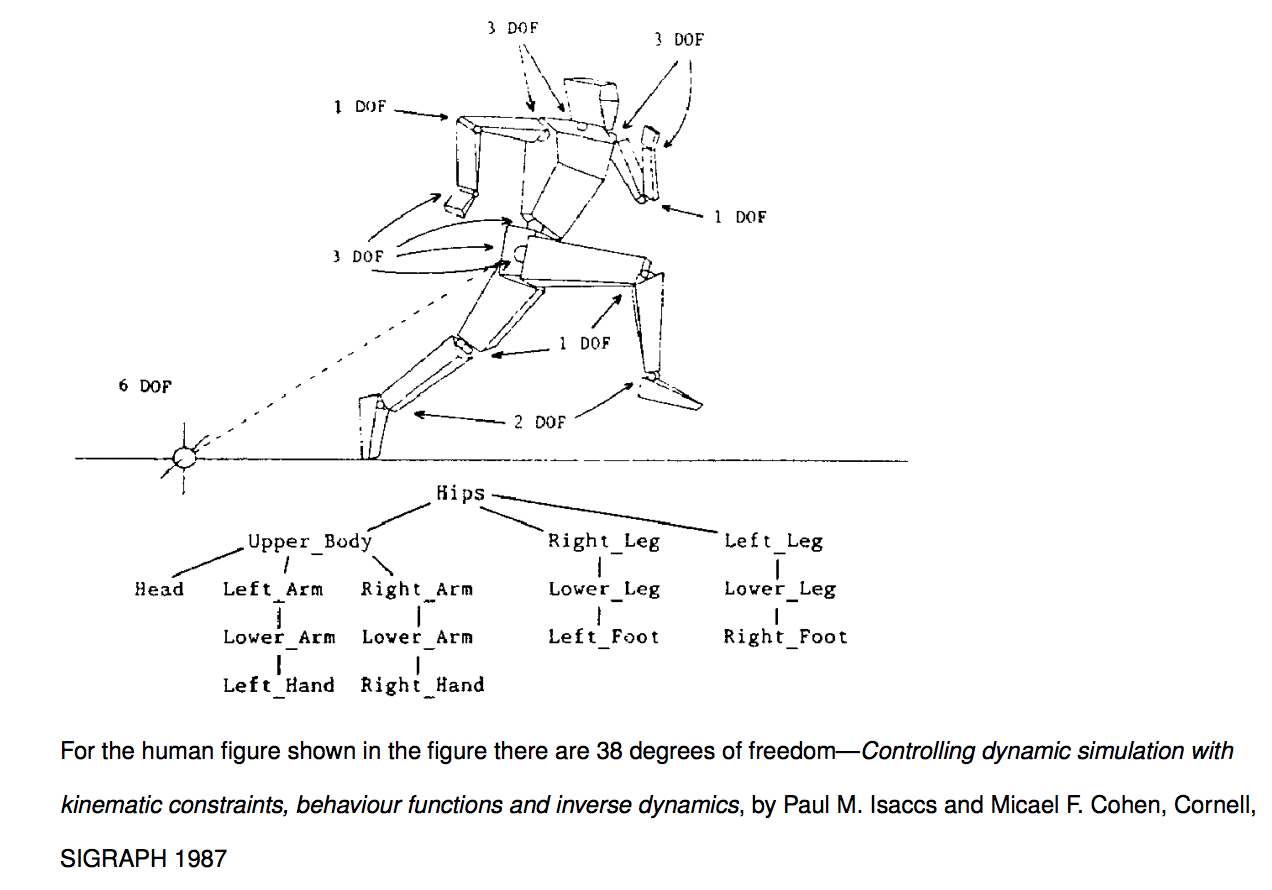 3 DOF
3 DOF
1 DOF
1 DOF
3 DOF
1 DOF
6 DOF
2 DOF
Hips
Upper_Body Right_Leg Left_Leg
Head Left_Arm Right_Arm Lower_Leg Lower_Leg
Lower_Arm Lower_Arm Left_Foot Right_Foot
Left_Hand Right_Hand
For the human figure shown in the figure there are 38 degrees of freedom—Controlling dynamic simulation with
kinematic constraints, behaviour functions and inverse dynamics, by Paul M. Isaccs and Micael F. Cohen, Cornell,
SIGRAPH 1987